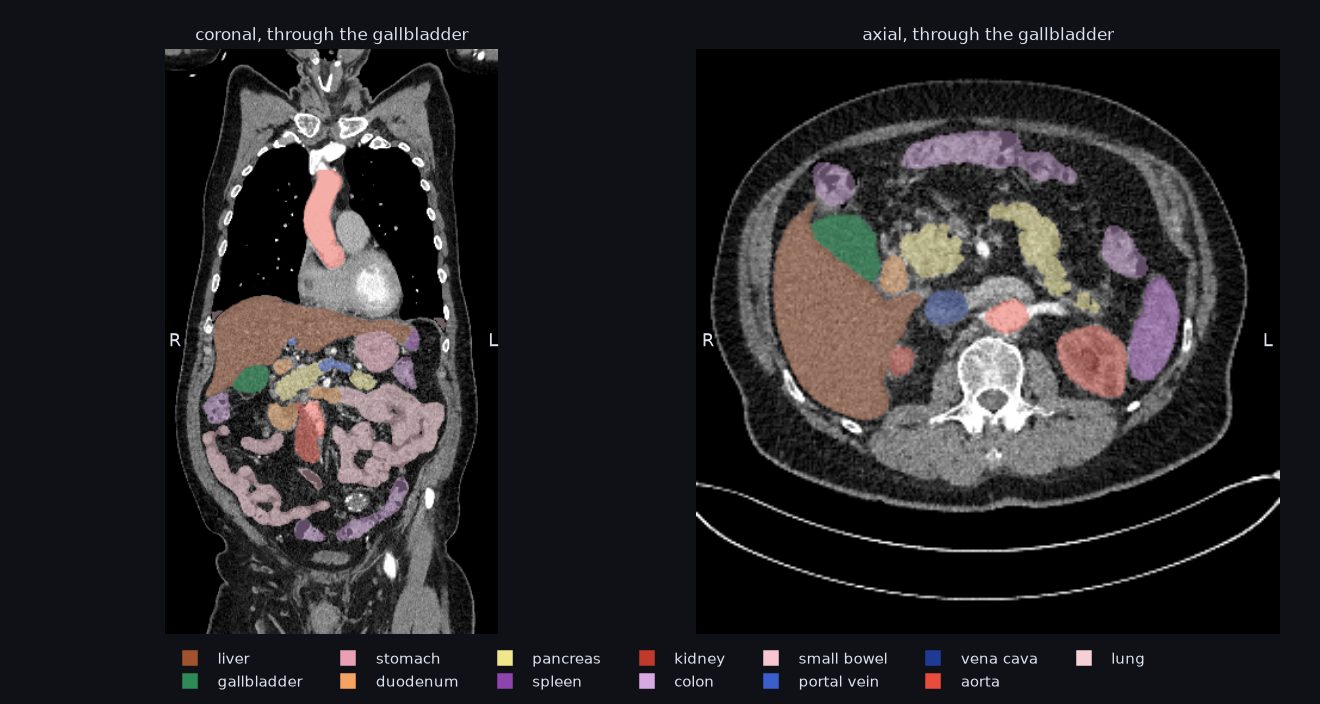 coronal, through the gallbladder
axial, through the gallbladder
R L
R L
liver stomach pancreas kidney small bowel vena cava lung
gallbladder duodenum spleen colon portal vein aorta